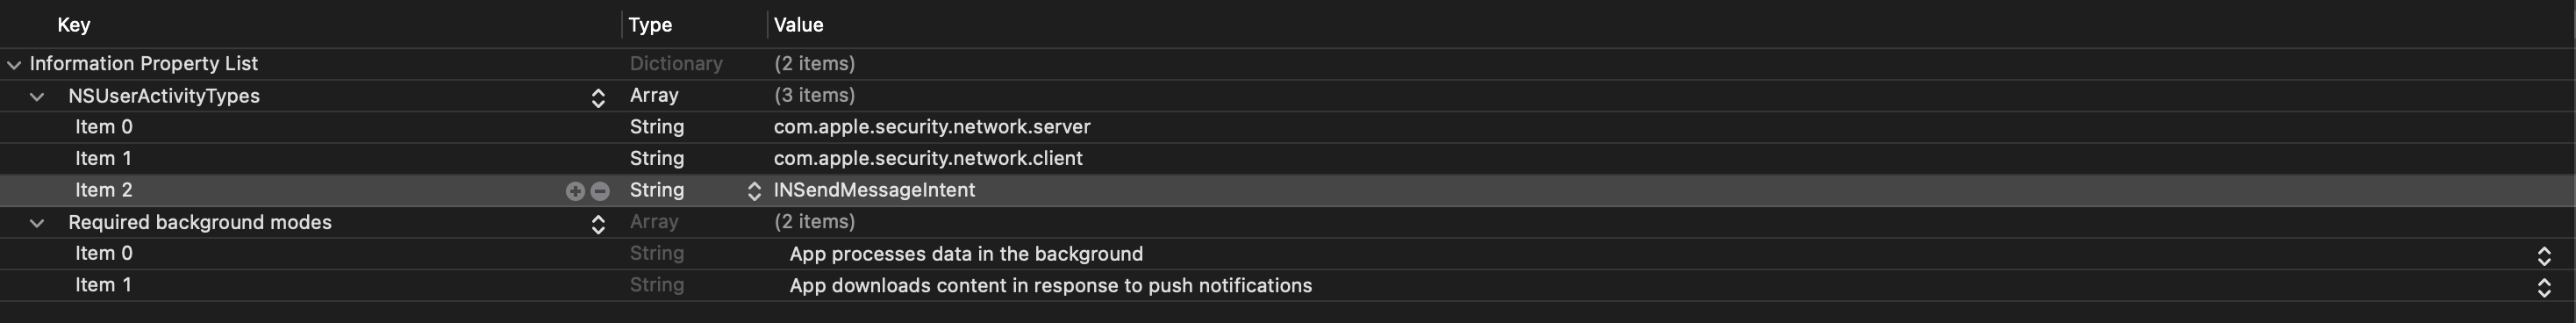 Key Type Value
Information Property List Dictionary (2 items)
NSUserActivityTypes Array (3 items)
Item 0 String com.apple.security.network.server
Item 1 String com.apple.security.network.client
Item 2 String INSendMessageIntent
Required background modes Array (2 items)
Item 0 String App processes data in the background
Item 1 String App downloads content in response to push notifications